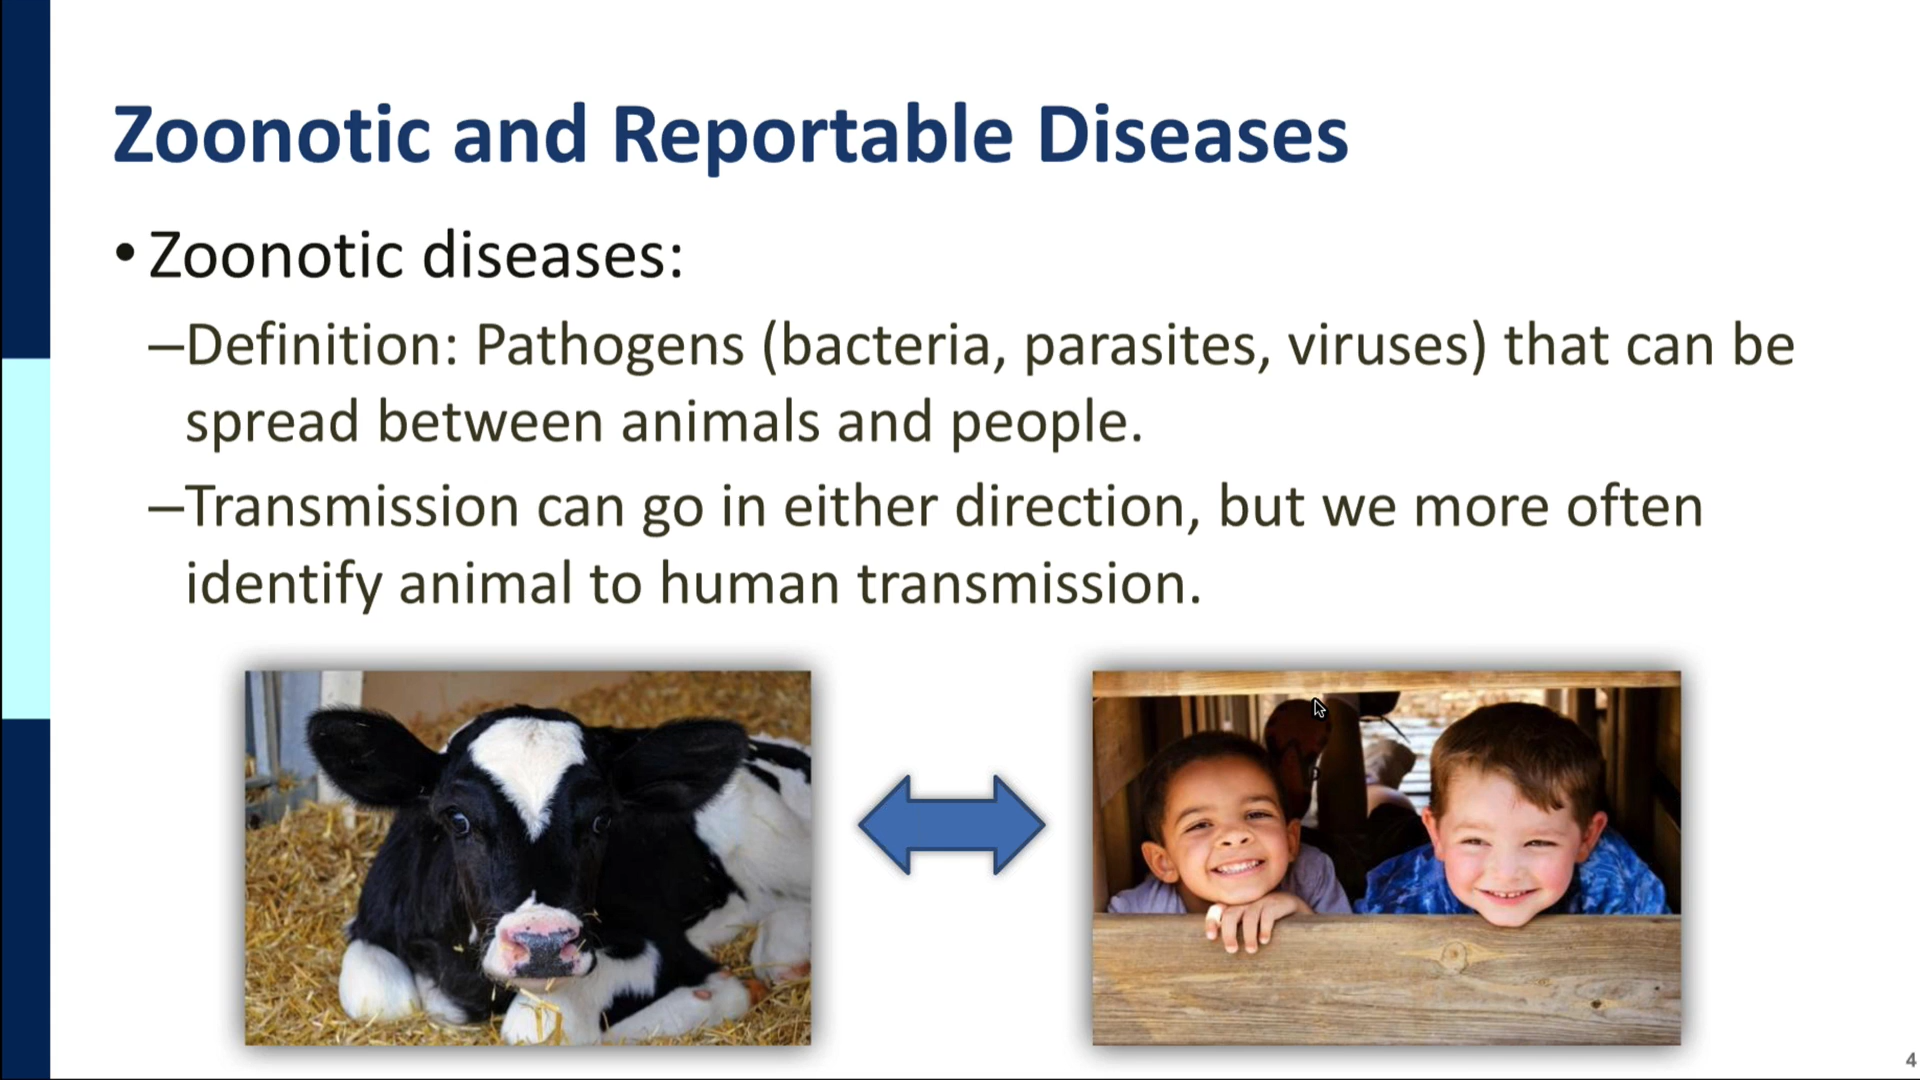 Zoonotic and Reportable Diseases
• Zoonotic diseases:
–Definition: Pathogens (bacteria, parasites, viruses) that can be
spread between animals and people.
–Transmission can go in either direction, but we more often
identify animal to human transmission.
4